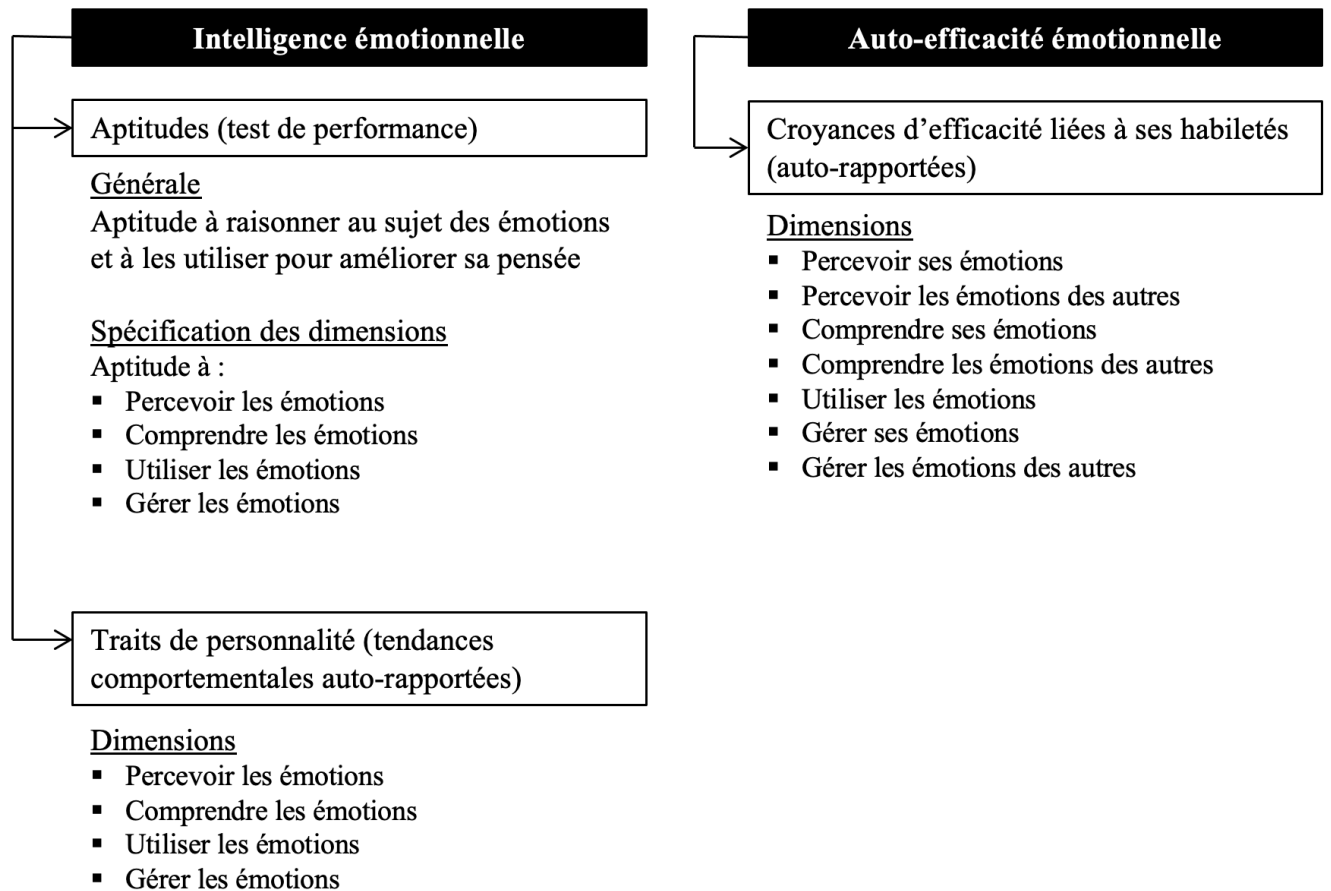 Intelligence émotionnelle
Aptitudes (test de performance)
Générale
Aptitude à raisonner au sujet des émotions
et à les utiliser pour améliorer sa pensée
Spécification des dimensions
Aptitude à :
▪ Percevoir les émotions
▪ Comprendre les émotions
▪ Utiliser les émotions
▪ Gérer les émotions
Traits de personnalité (tendances
comportementales auto-rapportées)
Dimensions
▪ Percevoir les émotions
▪ Comprendre les émotions
▪ Utiliser les émotions
▪ Gérer les émotions
Auto-efficacité émotionnelle
Croyances d’efficacité liées à ses habiletés
(auto-rapportées)
Dimensions
▪ Percevoir ses émotions
▪ Percevoir les émotions des autres
▪ Comprendre ses émotions
▪ Comprendre les émotions des autres
▪ Utiliser les émotions
▪ Gérer ses émotions
▪ Gérer les émotions des autres